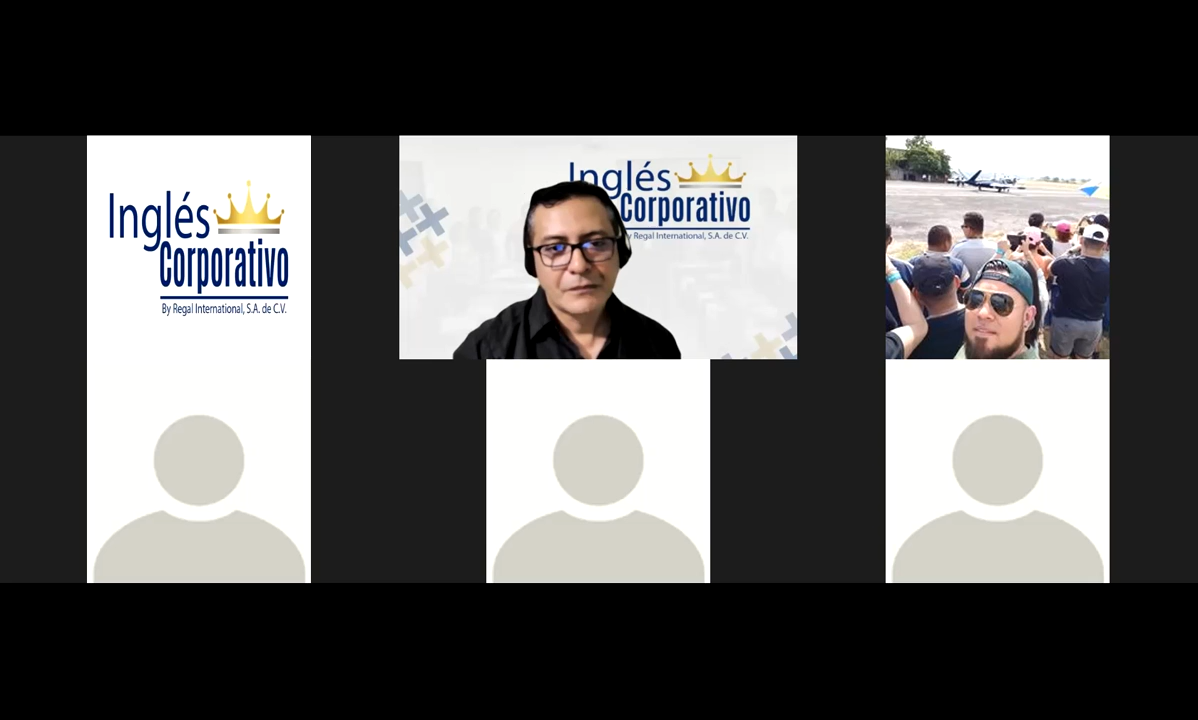 Inglés
Corporativo
By Regal International, S.A. de C.V.
Inglés
Corporativo
y Regal International, S.A. de C.V.